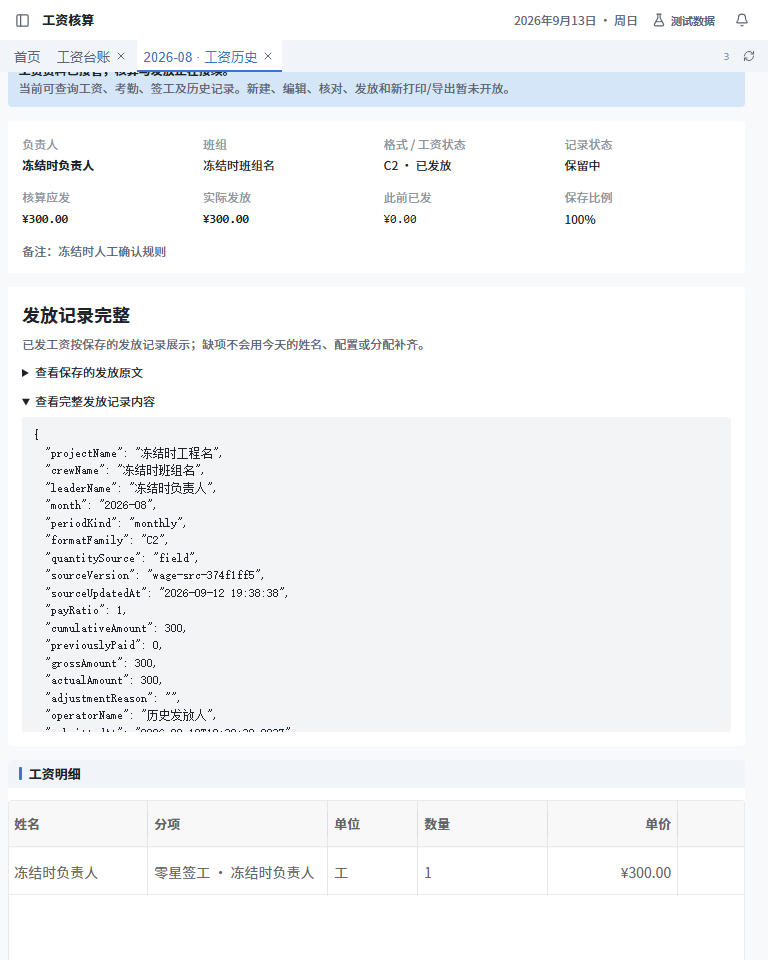 工资核算
2026年9月13日 · 周日 测试数据
首页 工资台账 × 2026-08 · 工资历史 × 3
当前可查询工资、考勤、签工及历史记录。新建、编辑、核对、发放和新打印/导出暂未开放。
负责人 班组 格式 / 工资状态 记录状态
冻结时负责人 冻结时班组名 C2 · 已发放 保留中
核算应发 实际发放 此前已发 保存比例
¥300.00 ¥300.00 ¥0.00 100%
备注：冻结时人工确认规则
发放记录完整
已发工资按保存的发放记录展示；缺项不会用今天的姓名、配置或分配补齐。
查看保存的发放原文
查看完整发放记录内容
{
"projectName": "冻结时工程名",
"crewName": "冻结时班组名",
"leaderName": "冻结时负责人",
"month": "2026-08",
"periodKind": "monthly",
"formatFamily": "C2",
"quantitySource": "field",
"sourceVersion": "wage-src-374f1ff5",
"sourceUpdatedAt": "2026-09-12 19:38:38",
"payRatio": 1,
"cumulativeAmount": 300,
"previouslyPaid": 0,
"grossAmount": 300,
"actualAmount": 300,
"adjustmentReason": "",
"operatorName": "历史发放人",
工资明细
姓名 分项 单位 数量 单价
冻结时负责人 零星签工 · 冻结时负责人 工 1 ¥300.00